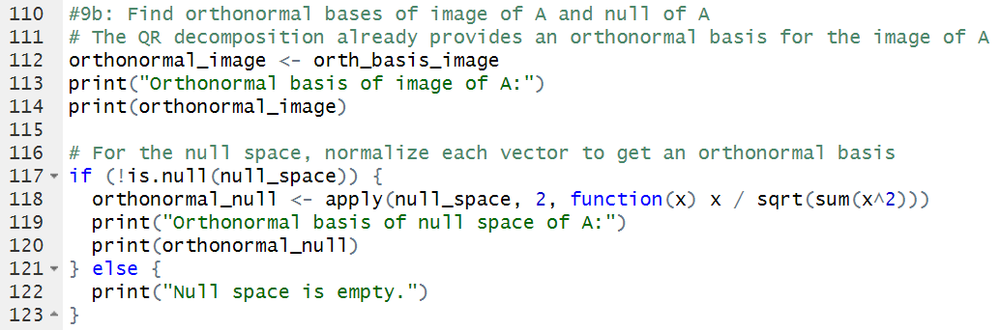 110 #9b: Find orthonormal bases of image of A and null of A
111 # The QR decomposition already provides an orthonormal basis for the image of A
112 orthonormal_image <- orth_basis_image
113 print("Orthonormal basis of image of A:")
114 print(orthonormal_image)
115
116 # For the null space, normalize each vector to get an orthonormal basis
117 if (!is.null(null_space)) {
118   orthonormal_null <- apply(null_space, 2, function(x) x / sqrt(sum(x^2)))
119   print("Orthonormal basis of null space of A:")
120   print(orthonormal_null)
121 } else {
122   print("Null space is empty.")
123 }